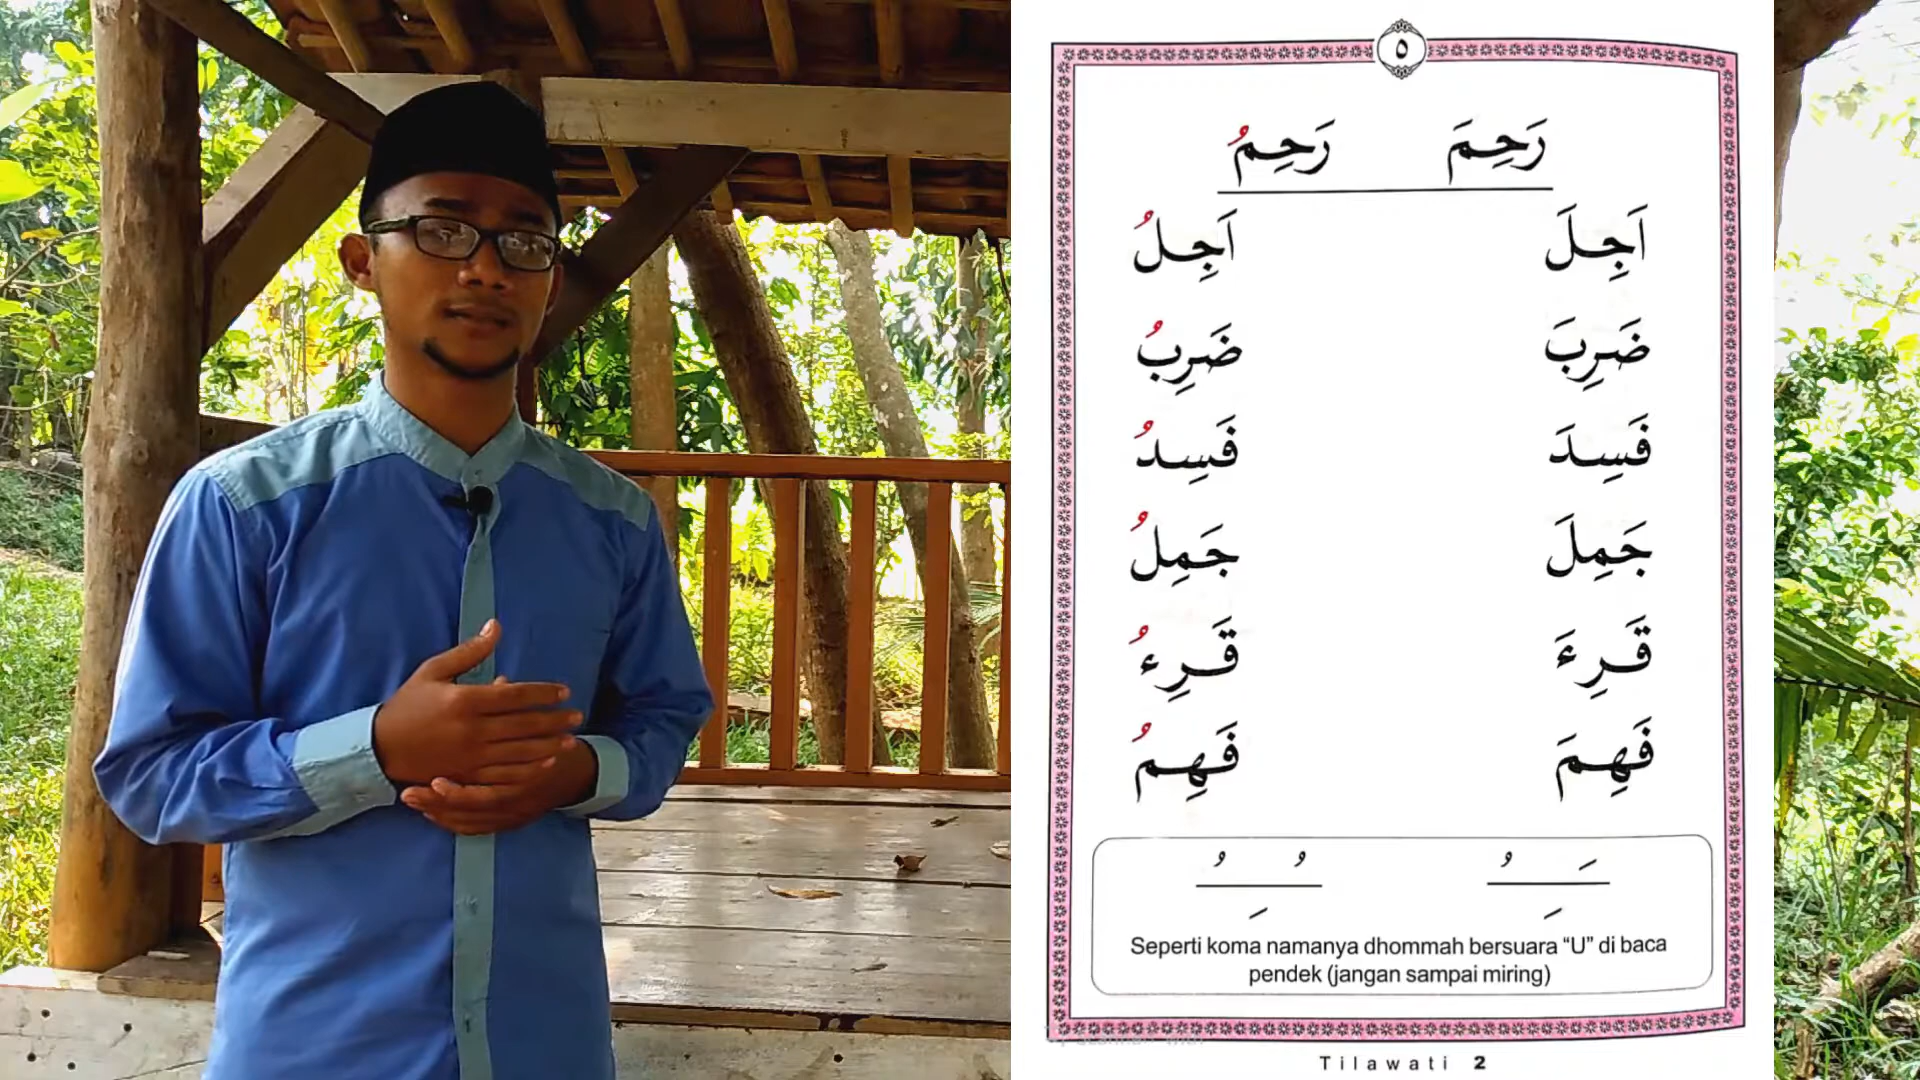 ٥
رَحِمَ رَحِمُ
اَجِلَ اَجِلُ
ضَرِبَ ضَرِبُ
فَسِدَ فَسِدُ
جَمِلَ جَمِلُ
قَرِءَ قَرِءُ
فَهِمَ فَهِمُ
Seperti koma namanya dhommah bersuara “U” di baca
pendek (jangan sampai miring)
Tilawati 2